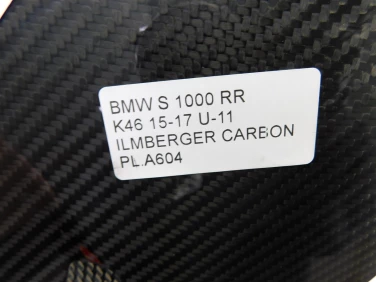 BMW S 1000 RR
K46 15-17 U-11
ILMBERGER CARBON
PL.A604